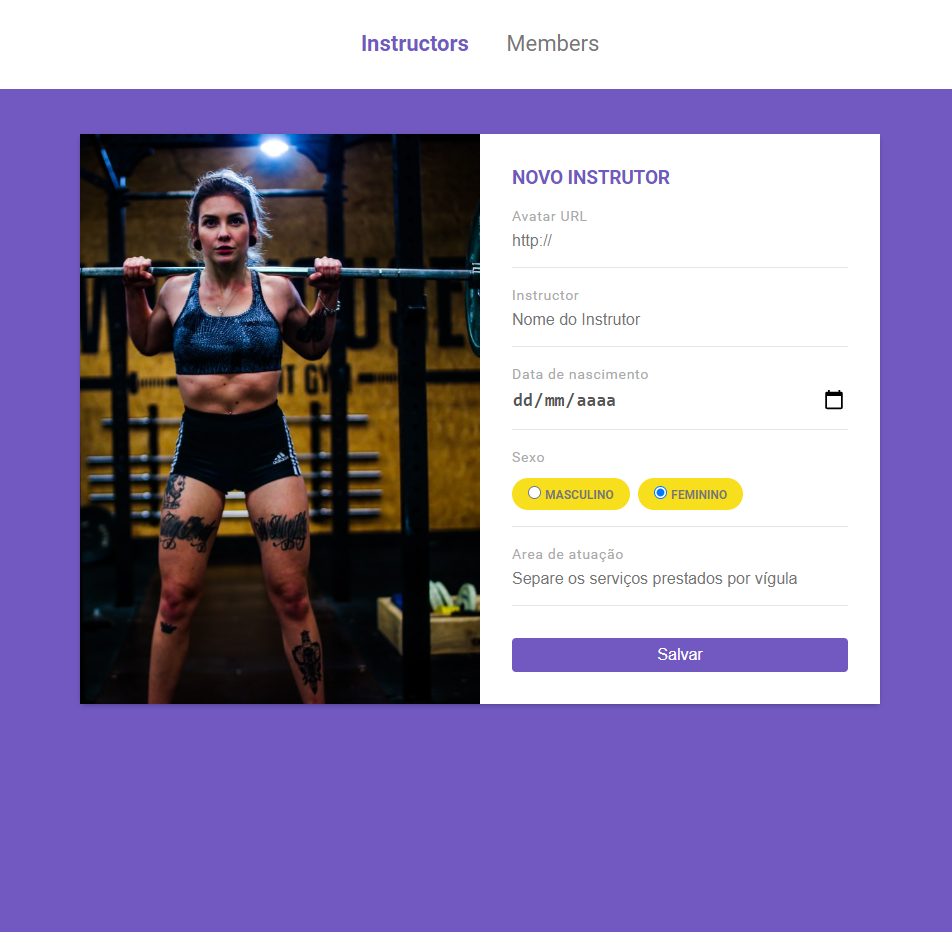 Instructors Members
NOVO INSTRUTOR
Avatar URL
http://
Instructor
Nome do Instrutor
Data de nascimento
dd/mm/aaaa
Sexo
MASCULINO FEMININO
Area de atuação
Separe os serviços prestados por vígula
Salvar